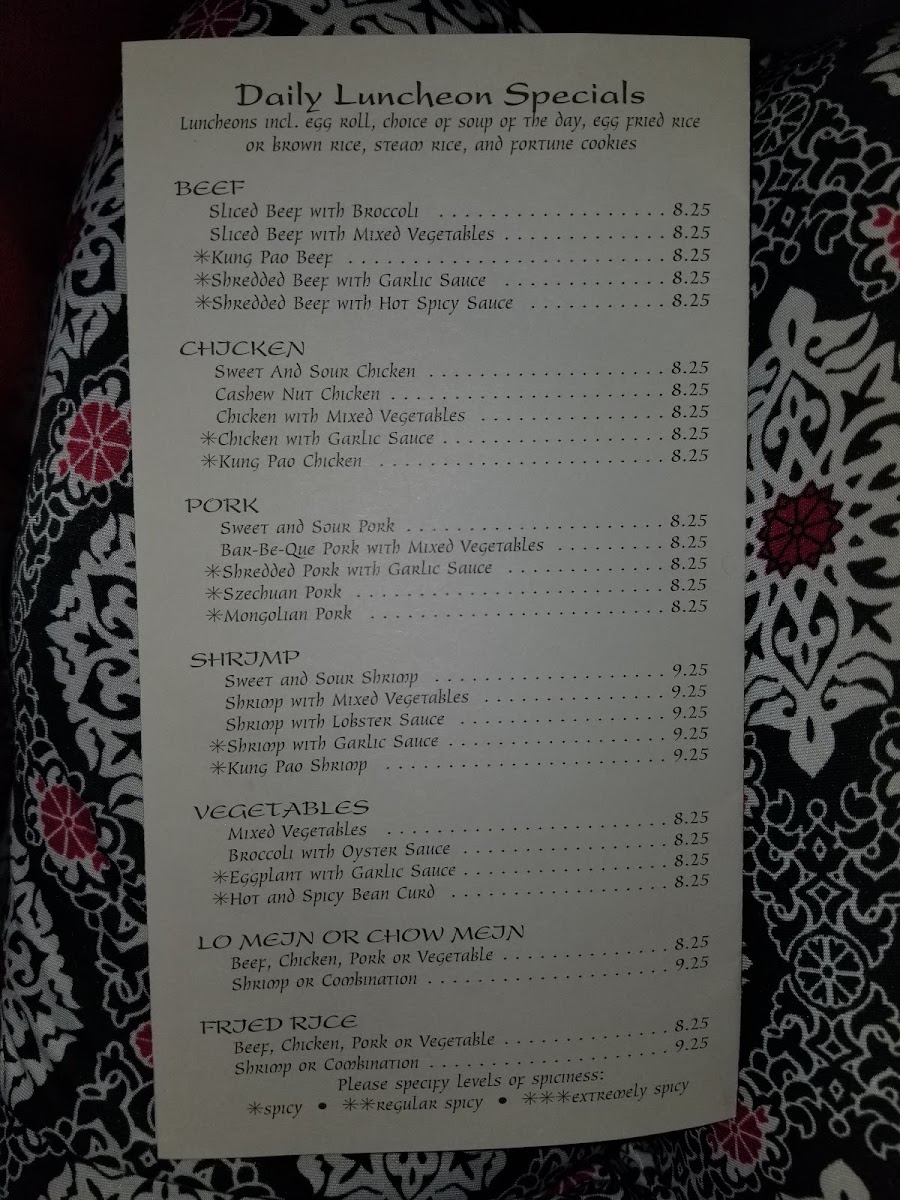 Daily Luncheon Specials
Luncheons incl. egg roll, choice of soup of the day, egg fried rice
or brown rice, steam rice, and fortune cookies
BEEF
Sliced Beef with Broccoli . . . . . . . . . . . . . . . . . . . . 8.25
Sliced Beef with Mixed Vegetables . . . . . . . . . . . . . . 8.25
✳Kung Pao Beef . . . . . . . . . . . . . . . . . . . . . . . . . . . 8.25
✳Shredded Beef with Garlic Sauce . . . . . . . . . . . . . . 8.25
✳Shredded Beef with Hot Spicy Sauce . . . . . . . . . . . . 8.25
CHICKEN
Sweet And Sour Chicken . . . . . . . . . . . . . . . . . . . . . 8.25
Cashew Nut Chicken . . . . . . . . . . . . . . . . . . . . . . . . 8.25
Chicken with Mixed Vegetables . . . . . . . . . . . . . . . . 8.25
✳Chicken with Garlic Sauce . . . . . . . . . . . . . . . . . . . 8.25
✳Kung Pao Chicken . . . . . . . . . . . . . . . . . . . . . . . . . 8.25
PORK
Sweet and Sour Pork . . . . . . . . . . . . . . . . . . . . . . . 8.25
Bar-Be-Que Pork with Mixed Vegetables . . . . . . . . . 8.25
✳Shredded Pork with Garlic Sauce . . . . . . . . . . . . . . 8.25
✳Szechuan Pork . . . . . . . . . . . . . . . . . . . . . . . . . . . 8.25
✳Mongolian Pork . . . . . . . . . . . . . . . . . . . . . . . . . . 8.25
SHRIMP
Sweet and Sour Shrimp . . . . . . . . . . . . . . . . . . . . 9.25
Shrimp with Mixed Vegetables . . . . . . . . . . . . . . . . . 9.25
Shrimp with Lobster Sauce . . . . . . . . . . . . . . . . . . 9.25
✳Shrimp with Garlic Sauce . . . . . . . . . . . . . . . . . . . 9.25
✳Kung Pao Shrimp . . . . . . . . . . . . . . . . . . . . . . . . 9.25
VEGETABLES
Mixed Vegetables . . . . . . . . . . . . . . . . . . . . . . . . 8.25
Broccoli with Oyster Sauce . . . . . . . . . . . . . . . . . . 8.25
✳Eggplant with Garlic Sauce . . . . . . . . . . . . . . . . . . 8.25
✳Hot and Spicy Bean Curd . . . . . . . . . . . . . . . . . . . 8.25
LO MEIN OR CHOW MEIN
Beef, Chicken, Pork or Vegetable . . . . . . . . . . . . . . 8.25
Shrimp or Combination . . . . . . . . . . . . . . . . . . . . . 9.25
FRIED RICE
Beef, Chicken, Pork or Vegetable . . . . . . . . . . . . . . 8.25
Shrimp or Combination . . . . . . . . . . . . . . . . . . . . . 9.25
Please specify levels of spiciness:
✳spicy • ✳✳regular spicy • ✳✳✳extremely spicy